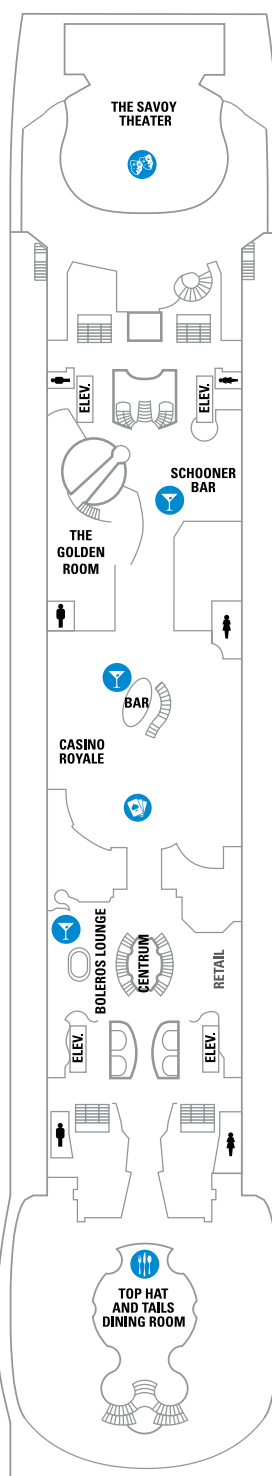 THE SAVOY
THEATER
ELEV.
ELEV.
SCHOONER
BAR
THE
GOLDEN
ROOM
BAR
CASINO
ROYALE
BOLEROS LOUNGE
CENTRUM
RETAIL
ELEV.
ELEV.
TOP HAT
AND TAILS
DINING ROOM